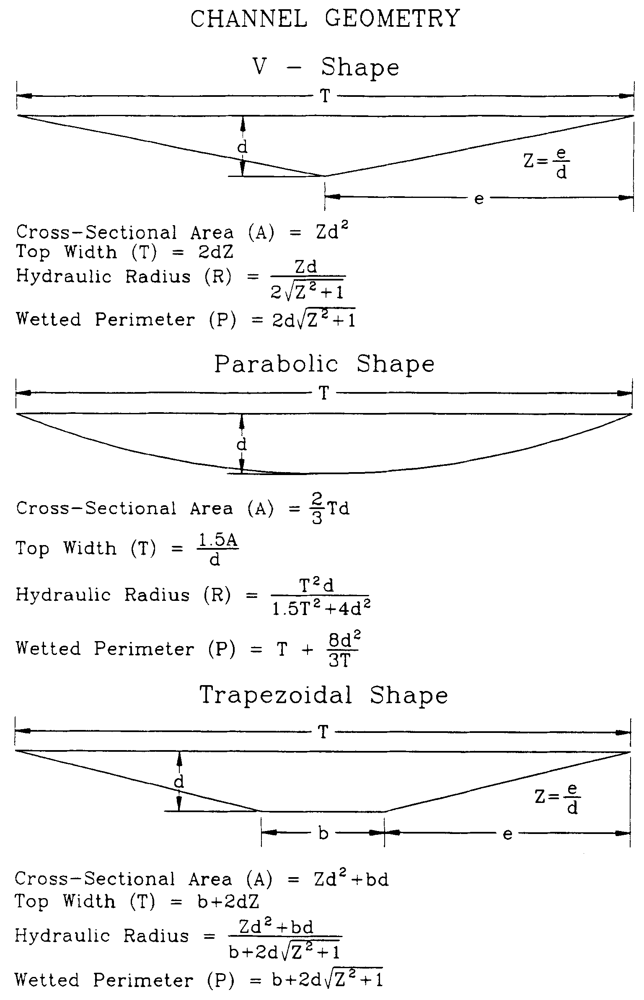 CHANNEL GEOMETRY
V - Shape
T
d
Z=e/d
e
Cross-Sectional Area (A) = Zd²
Top Width (T) = 2dZ
Hydraulic Radius (R) = Zd/2√Z²+1
Wetted Perimeter (P) = 2d√Z²+1
Parabolic Shape
T
d
Cross-Sectional Area (A) = 2/3Td
Top Width (T) = 1.5A/d
Hydraulic Radius (R) = T²d/1.5T²+4d²
Wetted Perimeter (P) = T + 8d²/3T
Trapezoidal Shape
T
d
Z=e/d
b e
Cross-Sectional Area (A) = Zd²+bd
Top Width (T) = b+2dZ
Hydraulic Radius = Zd²+bd/b+2d√Z²+1
Wetted Perimeter (P) = b+2d√Z²+1